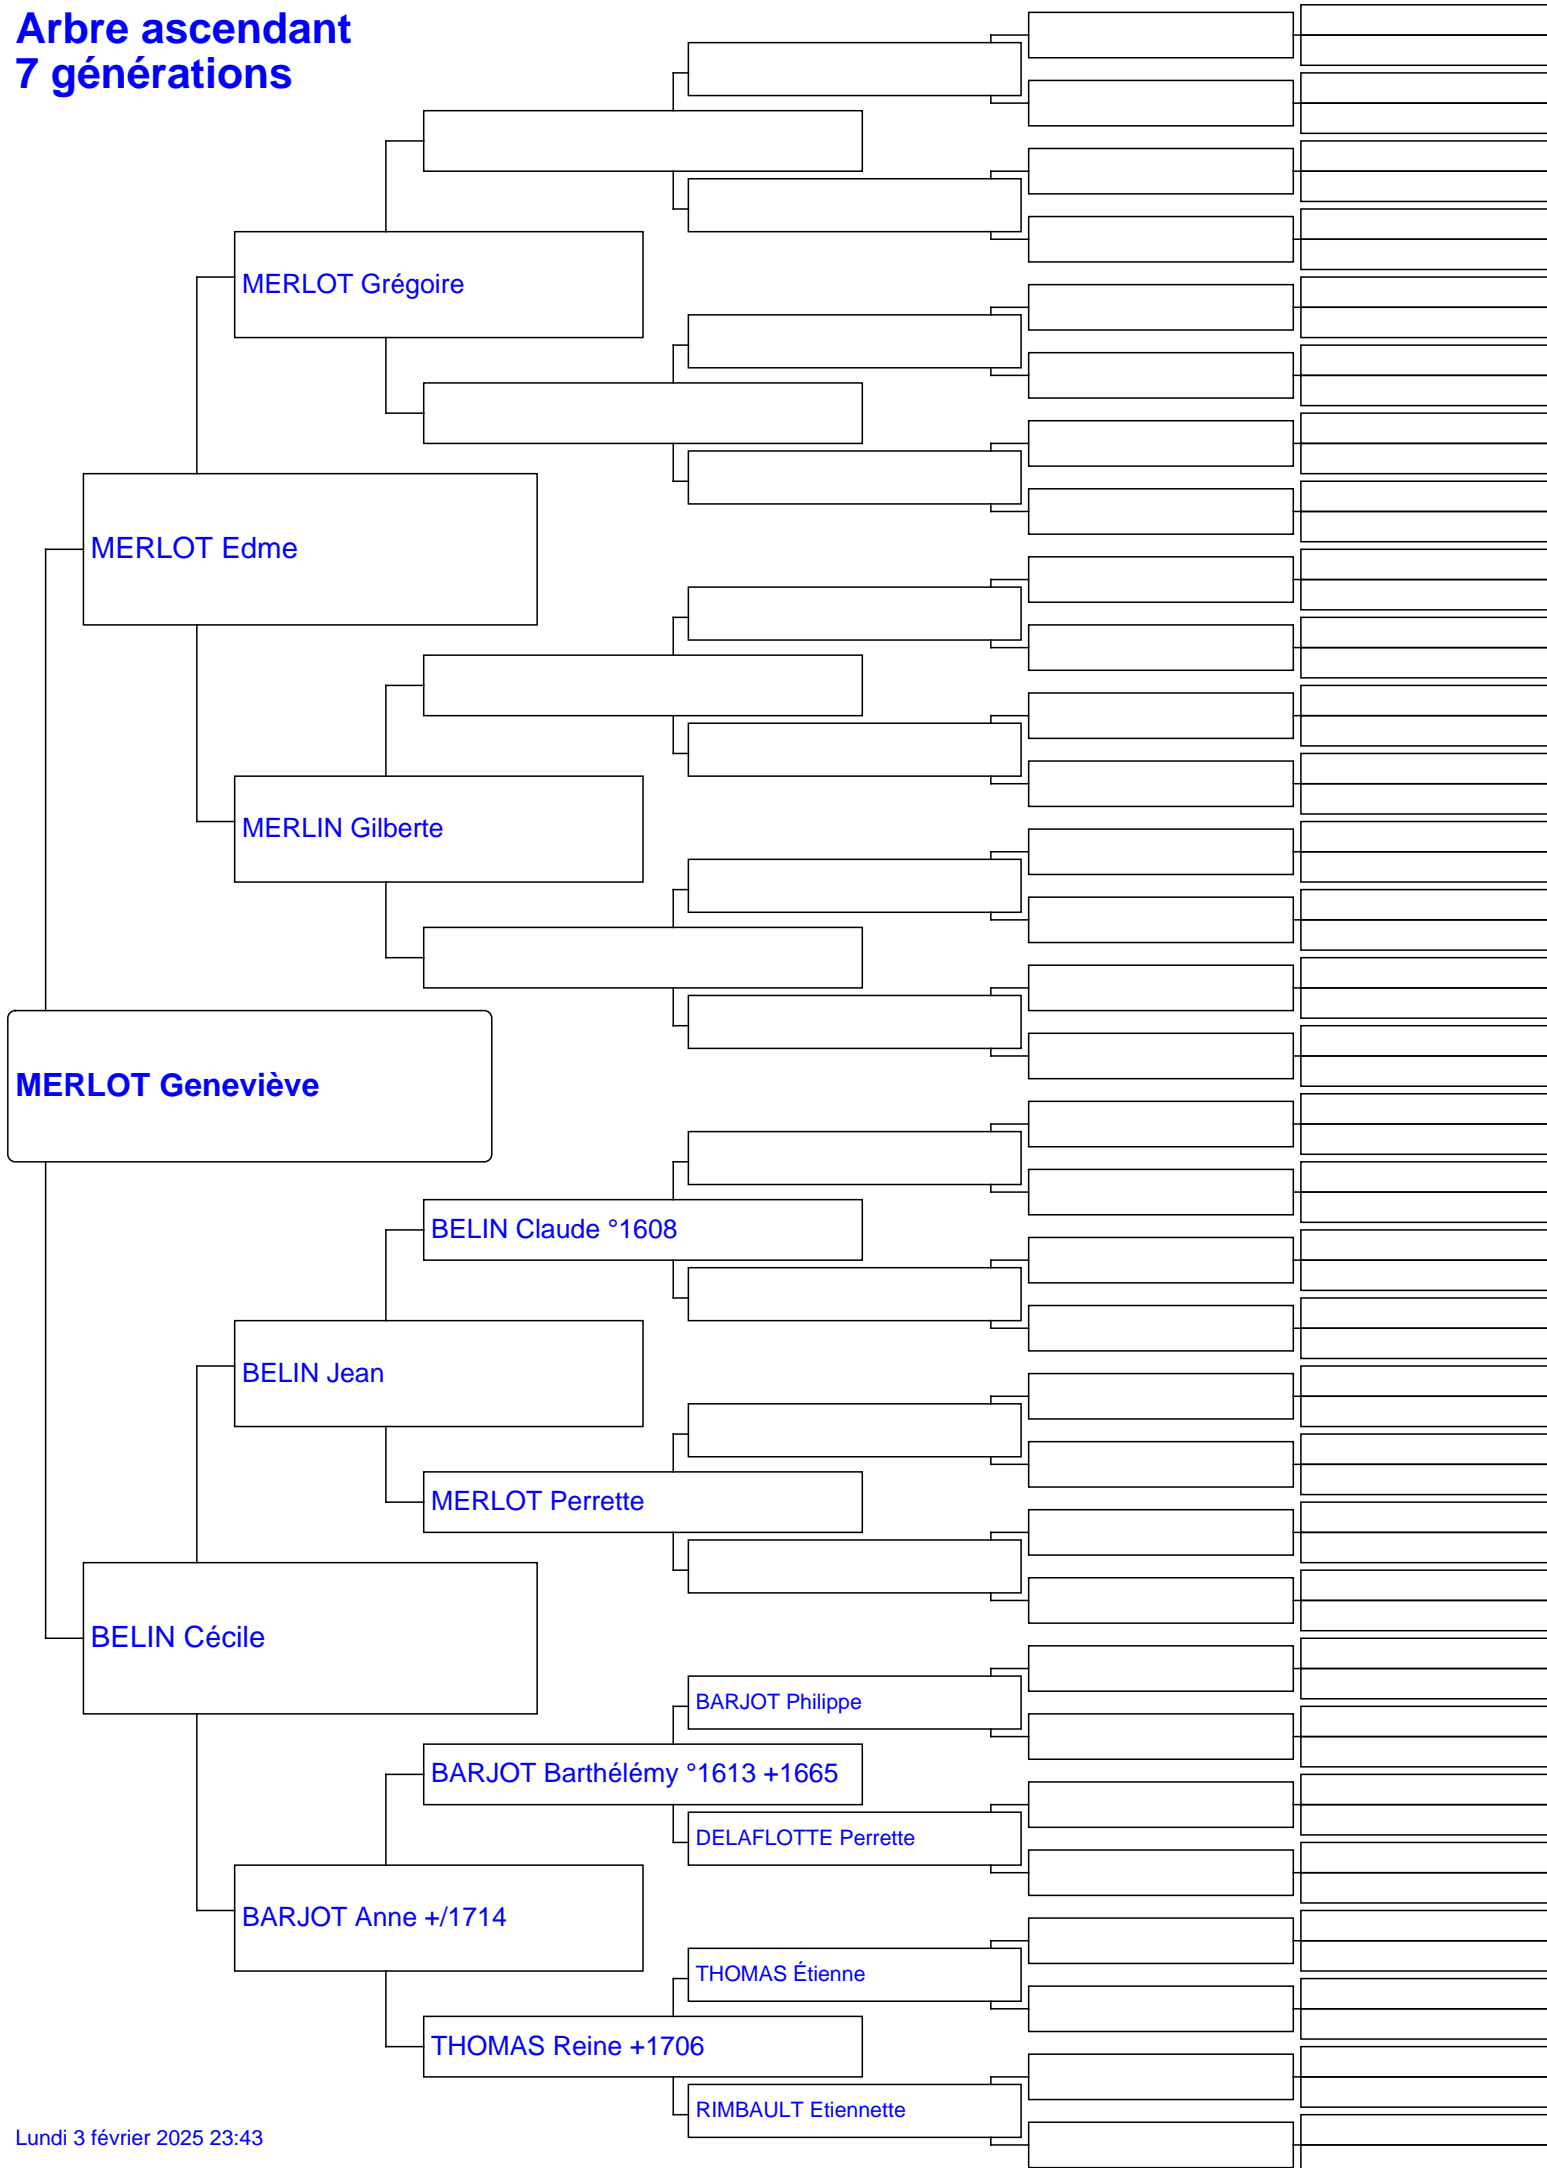 Arbre ascendant
7 générations
MERLOT Grégoire
MERLOT Edme
MERLIN Gilberte
MERLOT Geneviève
BELIN Claude °1608
BELIN Jean
MERLOT Perrette
BELIN Cécile
BARJOT Philippe
BARJOT Barthélémy °1613 +1665
DELAFLOTTE Perrette
BARJOT Anne +/1714
THOMAS Étienne
THOMAS Reine +1706
RIMBAULT Etiennette
Lundi 3 février 2025 23:43